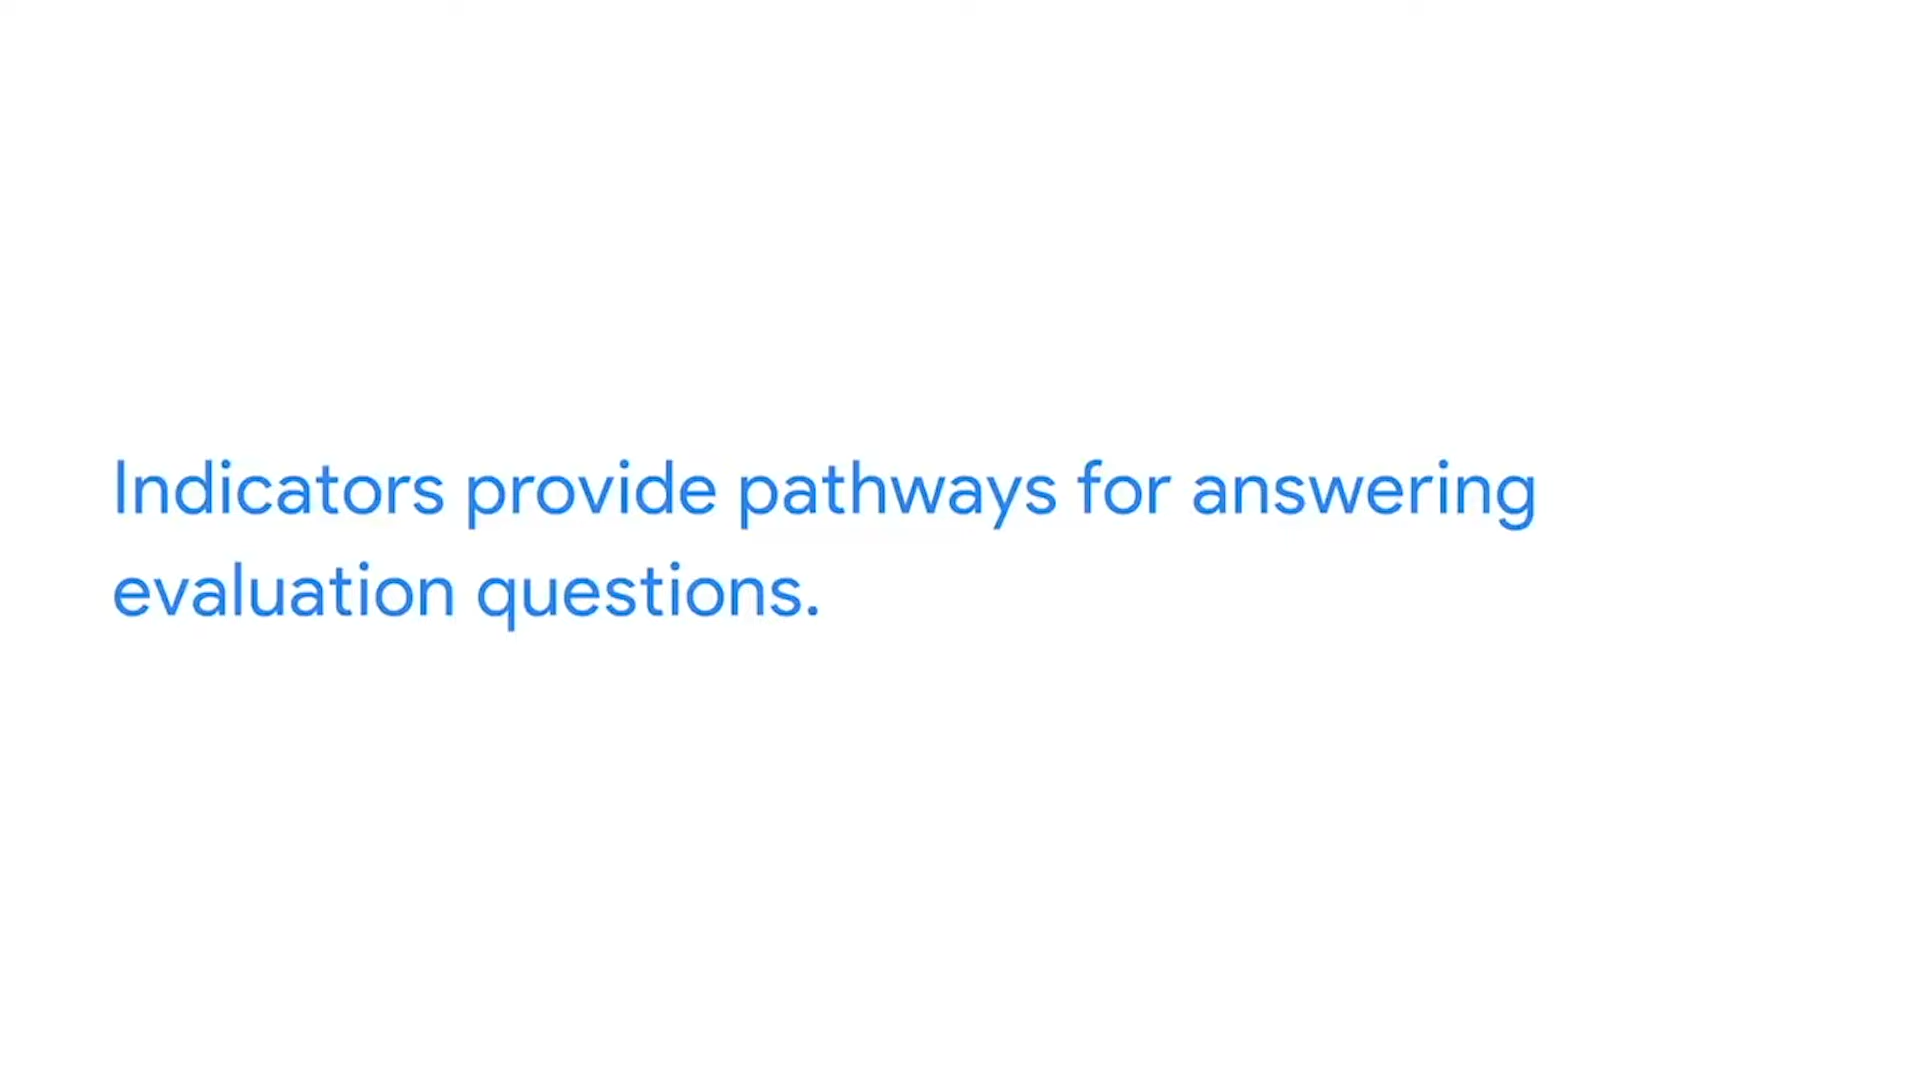 Indicators provide pathways for answering
evaluation questions.